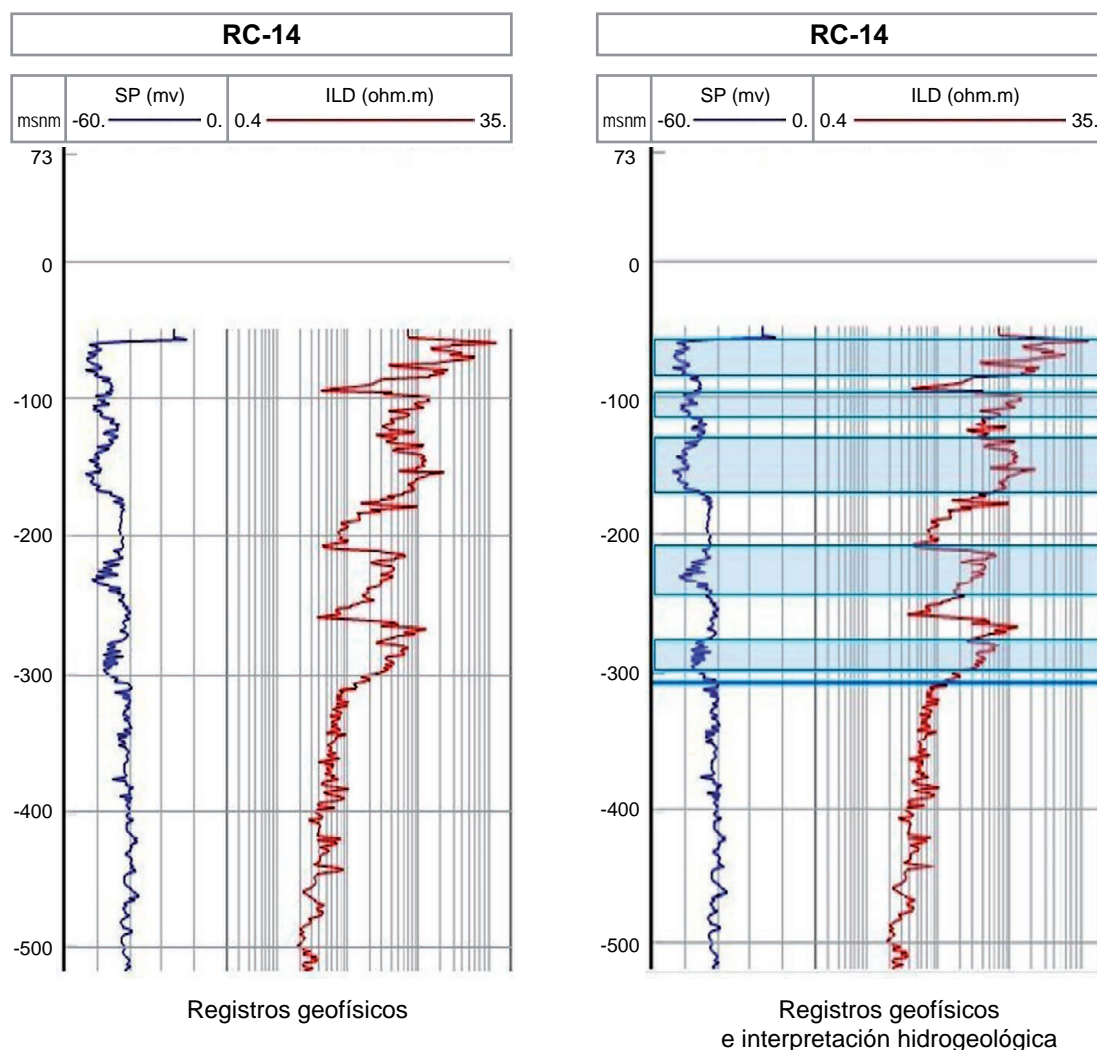 RC-14
SP (mv)
ILD (ohm.m)
msnm
-60.
0.
0.4
35.
73
0
-100
-200
-300
-400
-500
Registros geofísicos
RC-14
SP (mv)
ILD (ohm.m)
msnm
-60.
0.
0.4
35.
73
0
-100
-200
-300
-400
-500
Registros geofísicos
e interpretación hidrogeológica